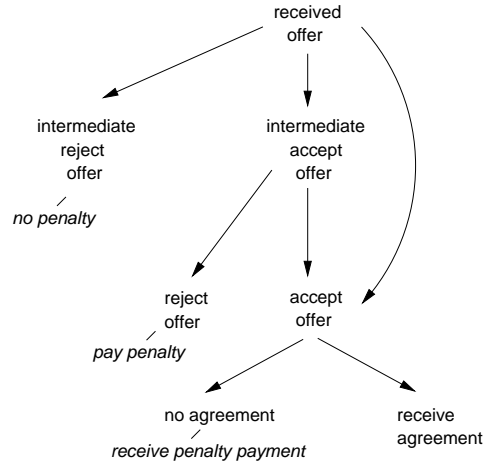 received
offer
intermediate
reject
offer
intermediate
accept
offer
no penalty
reject
offer
accept
offer
pay penalty
no agreement
receive
agreement
receive penalty payment